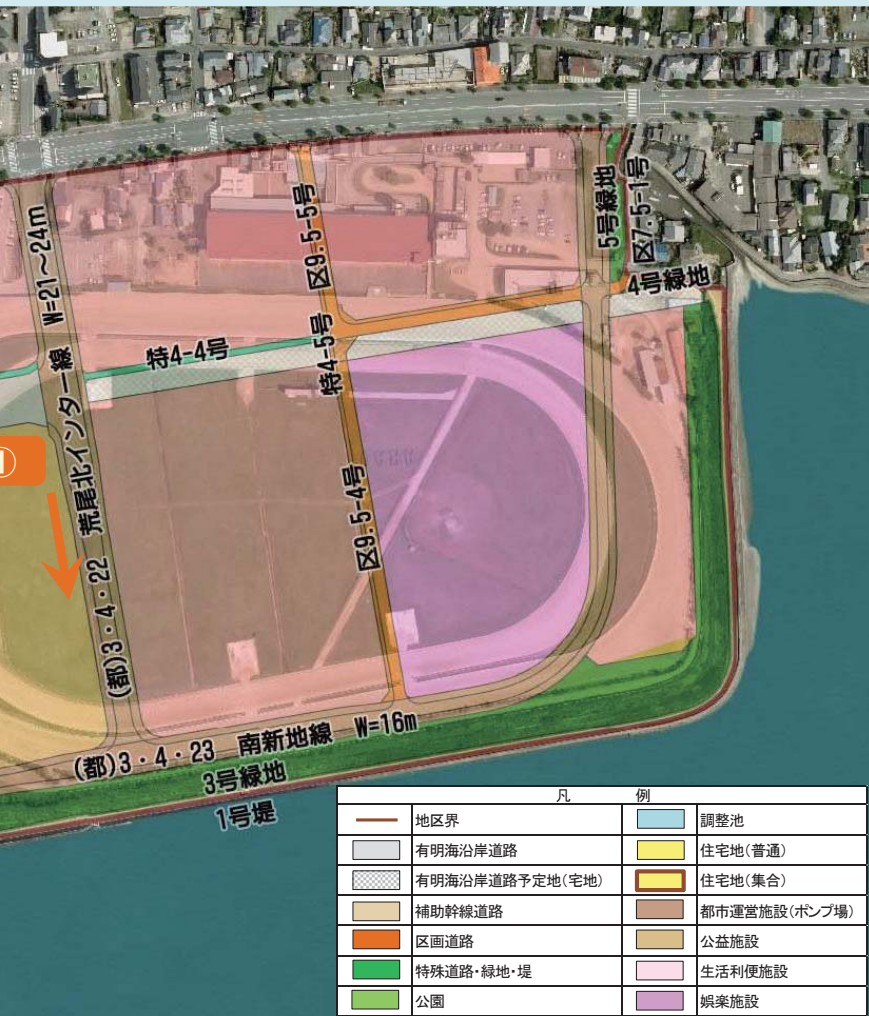 5号緑地
区7.5-1号
区9.5-5号
W=21～24m
4号緑地
特4-4号
特4-5号
荒尾北インター線
①
区9.5-4号
(都)3・4・22
(都)3・4・23 南新地線 W=16m
3号緑地
1号堤
凡 例
地区界 調整池
有明海沿岸道路 住宅地(普通)
有明海沿岸道路予定地(宅地) 住宅地(集合)
補助幹線道路 都市運営施設(ポンプ場)
区画道路 公益施設
特殊道路・緑地・堤 生活利便施設
公園 娯楽施設